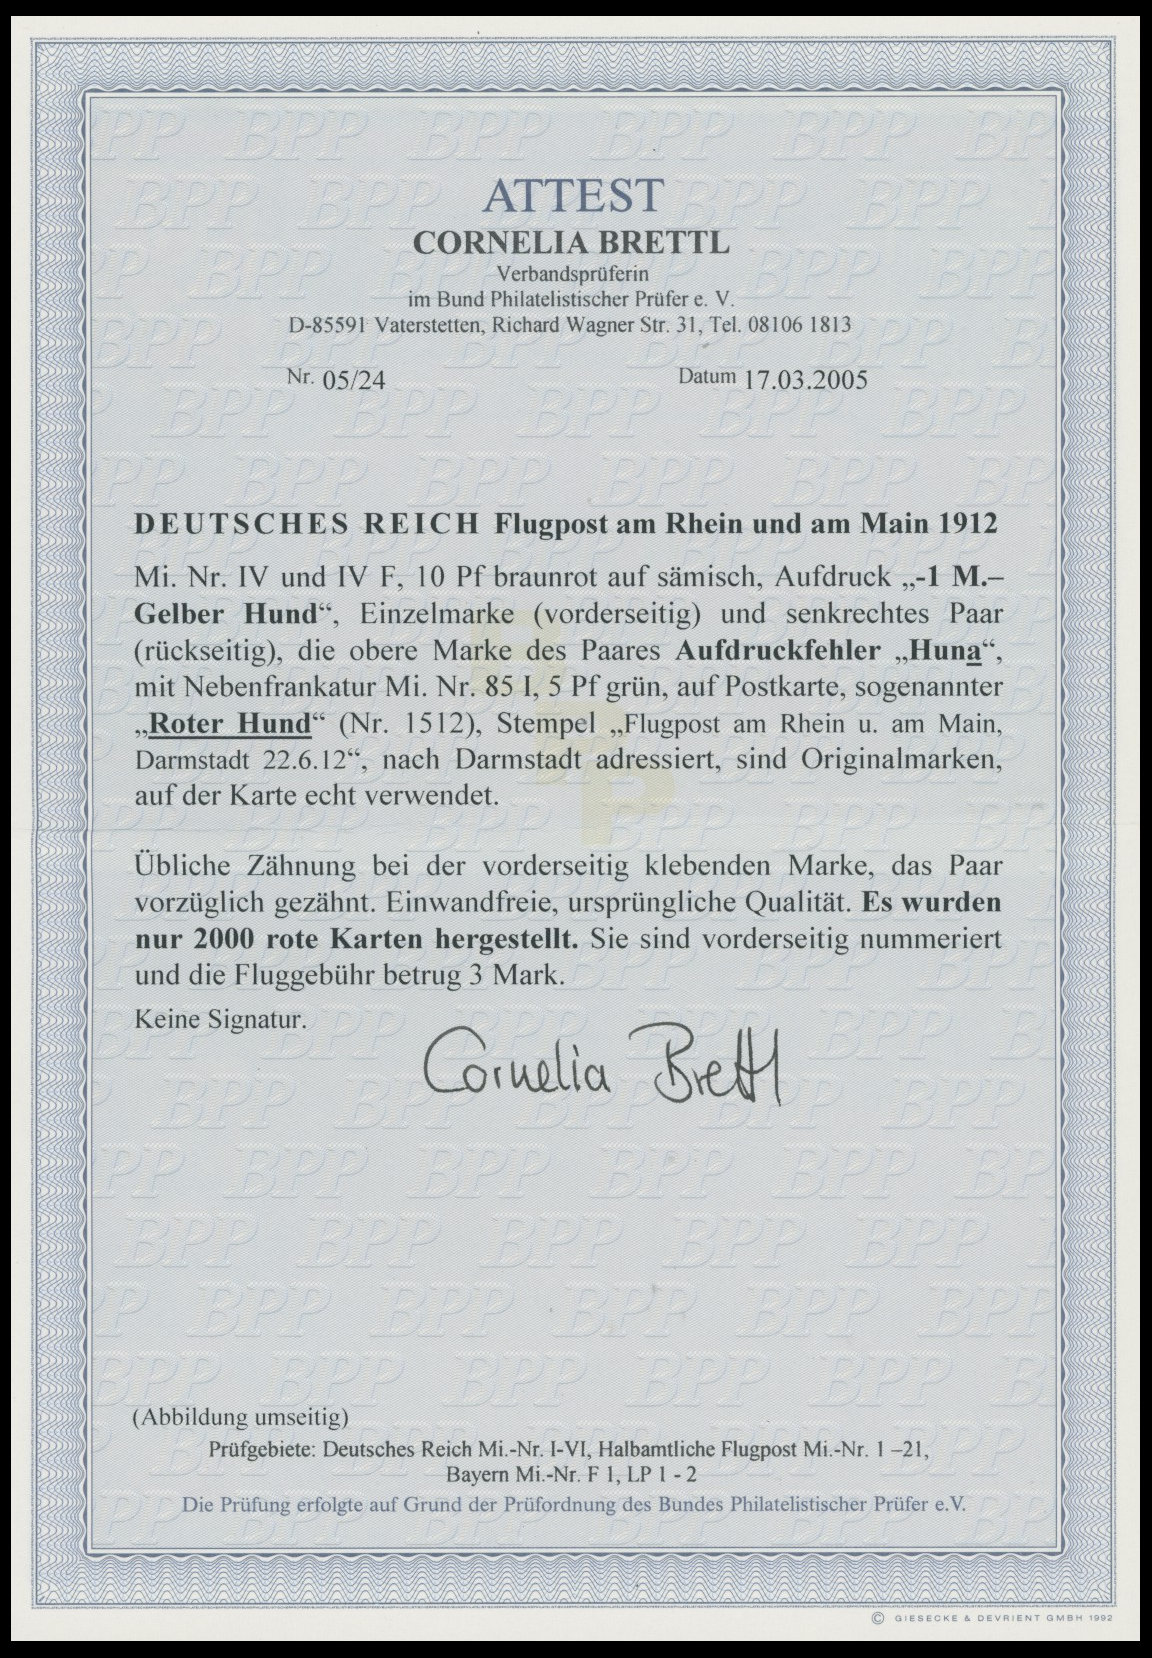 ATTEST
CORNELIA BRETTL
Verbandsprüferin
im Bund Philatelistischer Prüfer e. V.
D-85591 Vaterstetten, Richard Wagner Str. 31, Tel. 08106 1813
Nr. 05/24 Datum 17.03.2005
DEUTSCHES REICH Flugpost am Rhein und am Main 1912
Mi. Nr. IV und IV F, 10 Pf braunrot auf sämisch, Aufdruck „-1 M.–
Gelber Hund“, Einzelmarke (vorderseitig) und senkrechtes Paar
(rückseitig), die obere Marke des Paares Aufdruckfehler „Huna“,
mit Nebenfrankatur Mi. Nr. 85 I, 5 Pf grün, auf Postkarte, sogenannter
„Roter Hund“ (Nr. 1512), Stempel „Flugpost am Rhein u. am Main,
Darmstadt 22.6.12“, nach Darmstadt adressiert, sind Originalmarken,
auf der Karte echt verwendet.
Übliche Zähnung bei der vorderseitig klebenden Marke, das Paar
vorzüglich gezähnt. Einwandfreie, ursprüngliche Qualität. Es wurden
nur 2000 rote Karten hergestellt. Sie sind vorderseitig nummeriert
und die Fluggebühr betrug 3 Mark.
Keine Signatur.
Cornelia Brettl
(Abbildung umseitig)
Prüfgebiete: Deutsches Reich Mi.-Nr. I-VI, Halbamtliche Flugpost Mi.-Nr. 1 –21,
Bayern Mi.-Nr. F 1, LP 1 - 2
Die Prüfung erfolgte auf Grund der Prüfordnung des Bundes Philatelistischer Prüfer e.V.
© GIESECKE & DEVRIENT GMBH 1992